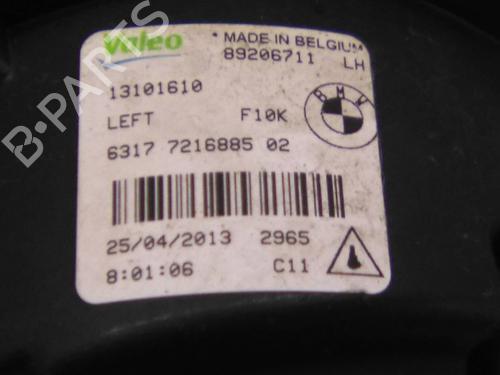 Valeo
* MADE IN BELGIUM
89206711 LH
13101610
LEFT F10K
BMW
6317 7216885 02
25/04/2013 2965
8:01:06 C11
B-PARTS